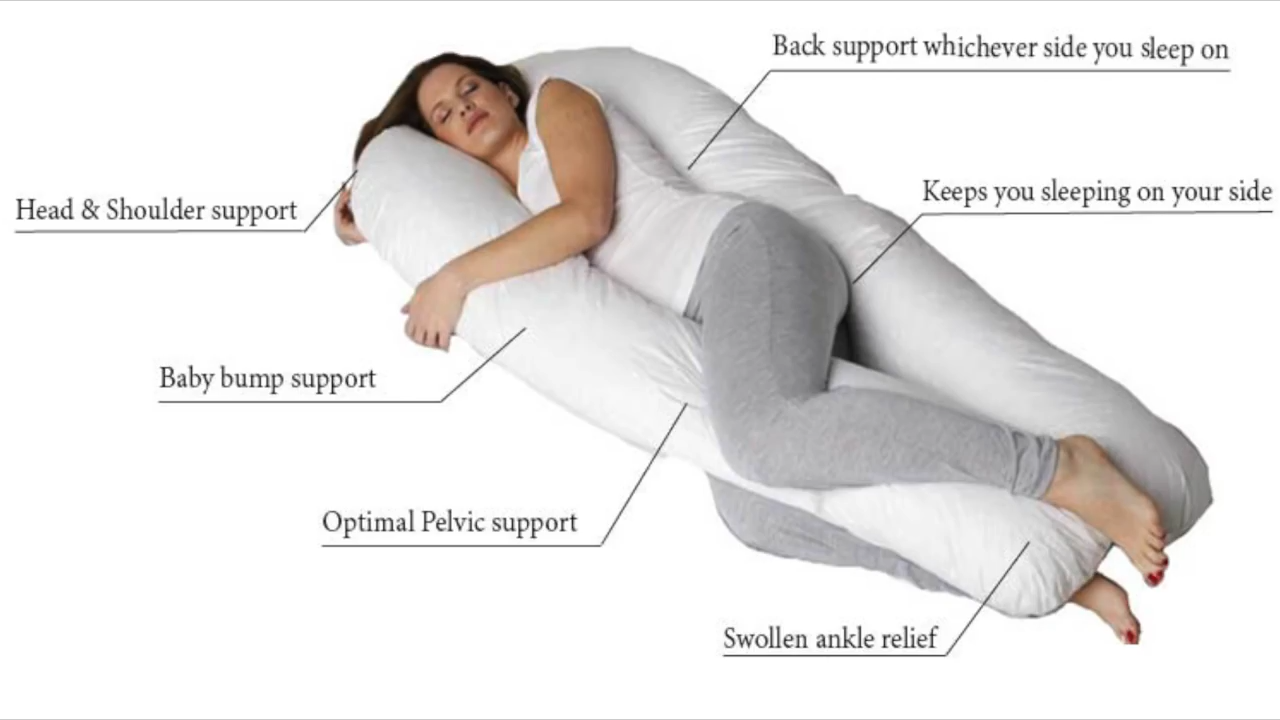 Back support whichever side you sleep on
Keeps you sleeping on your side
Head & Shoulder support
Baby bump support
Optimal Pelvic support
Swollen ankle relief